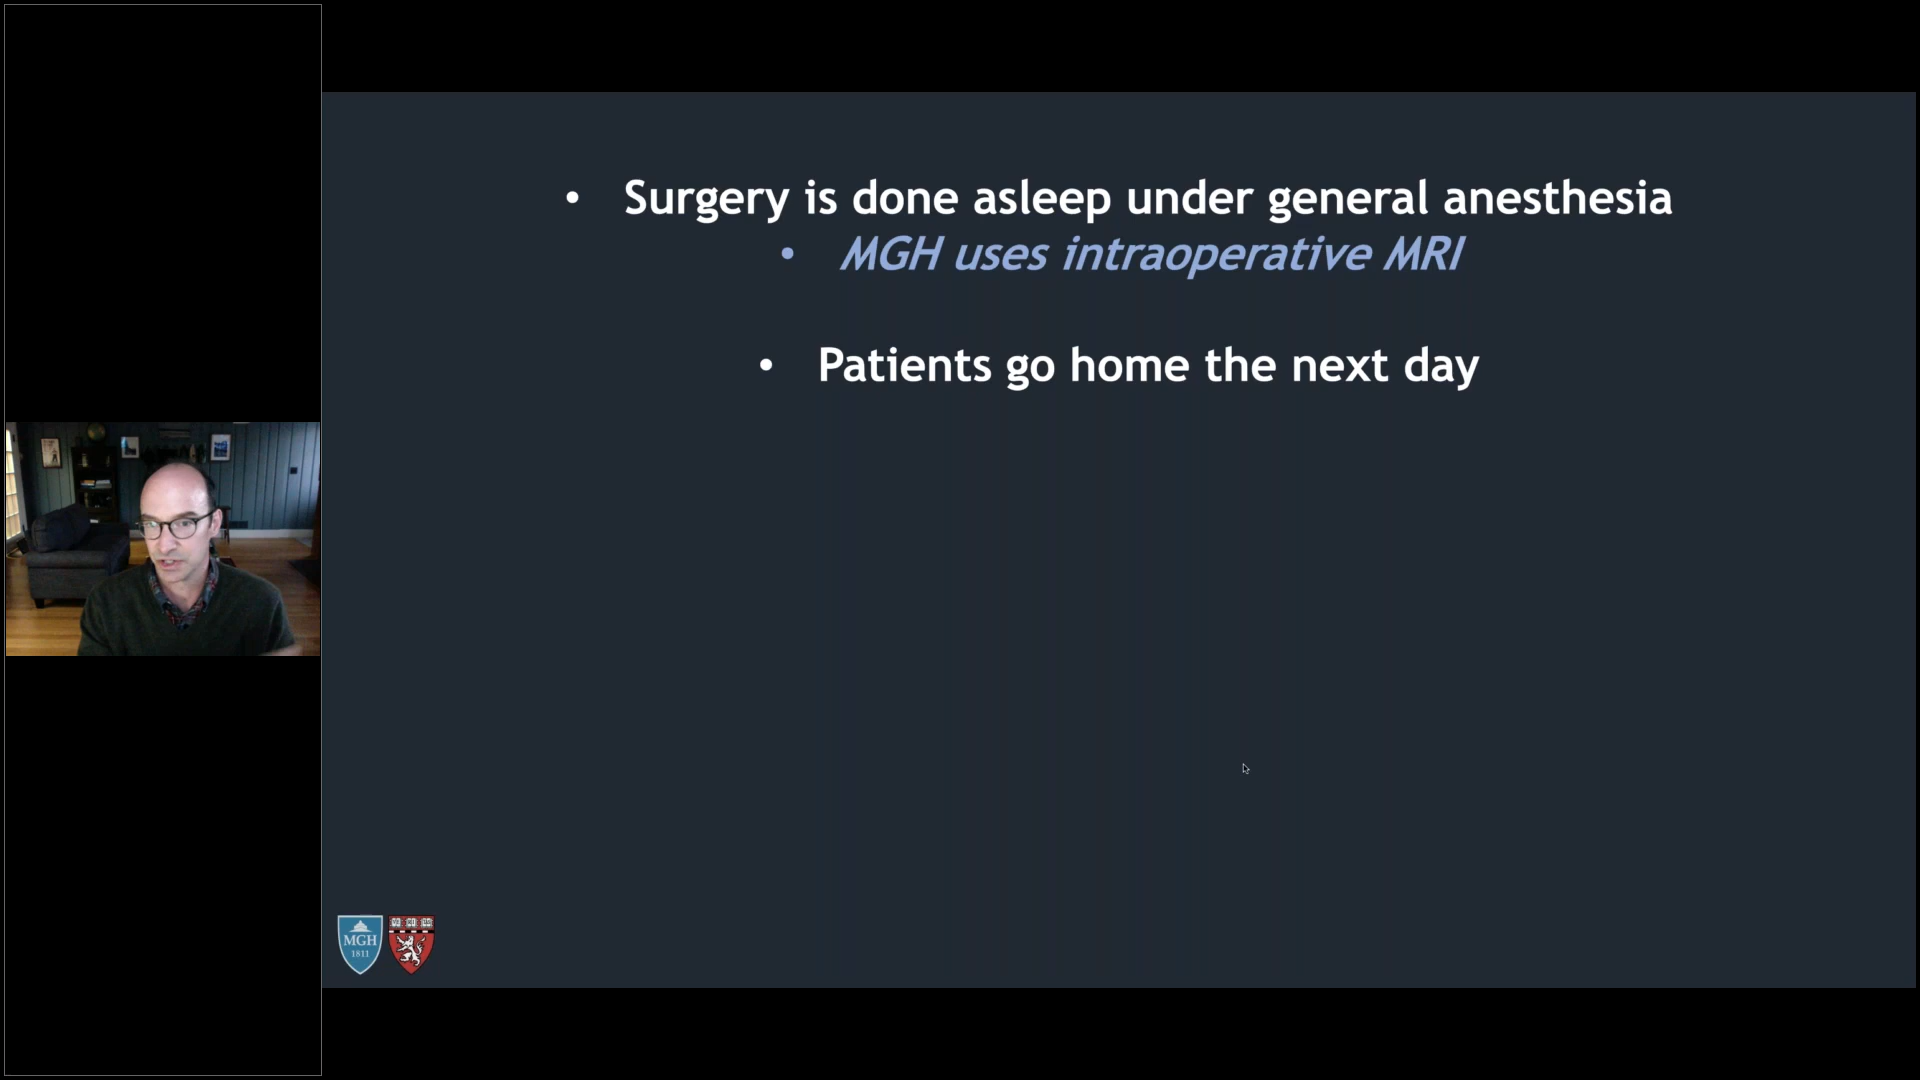 • Surgery is done asleep under general anesthesia
• MGH uses intraoperative MRI
• Patients go home the next day
MGH
1811